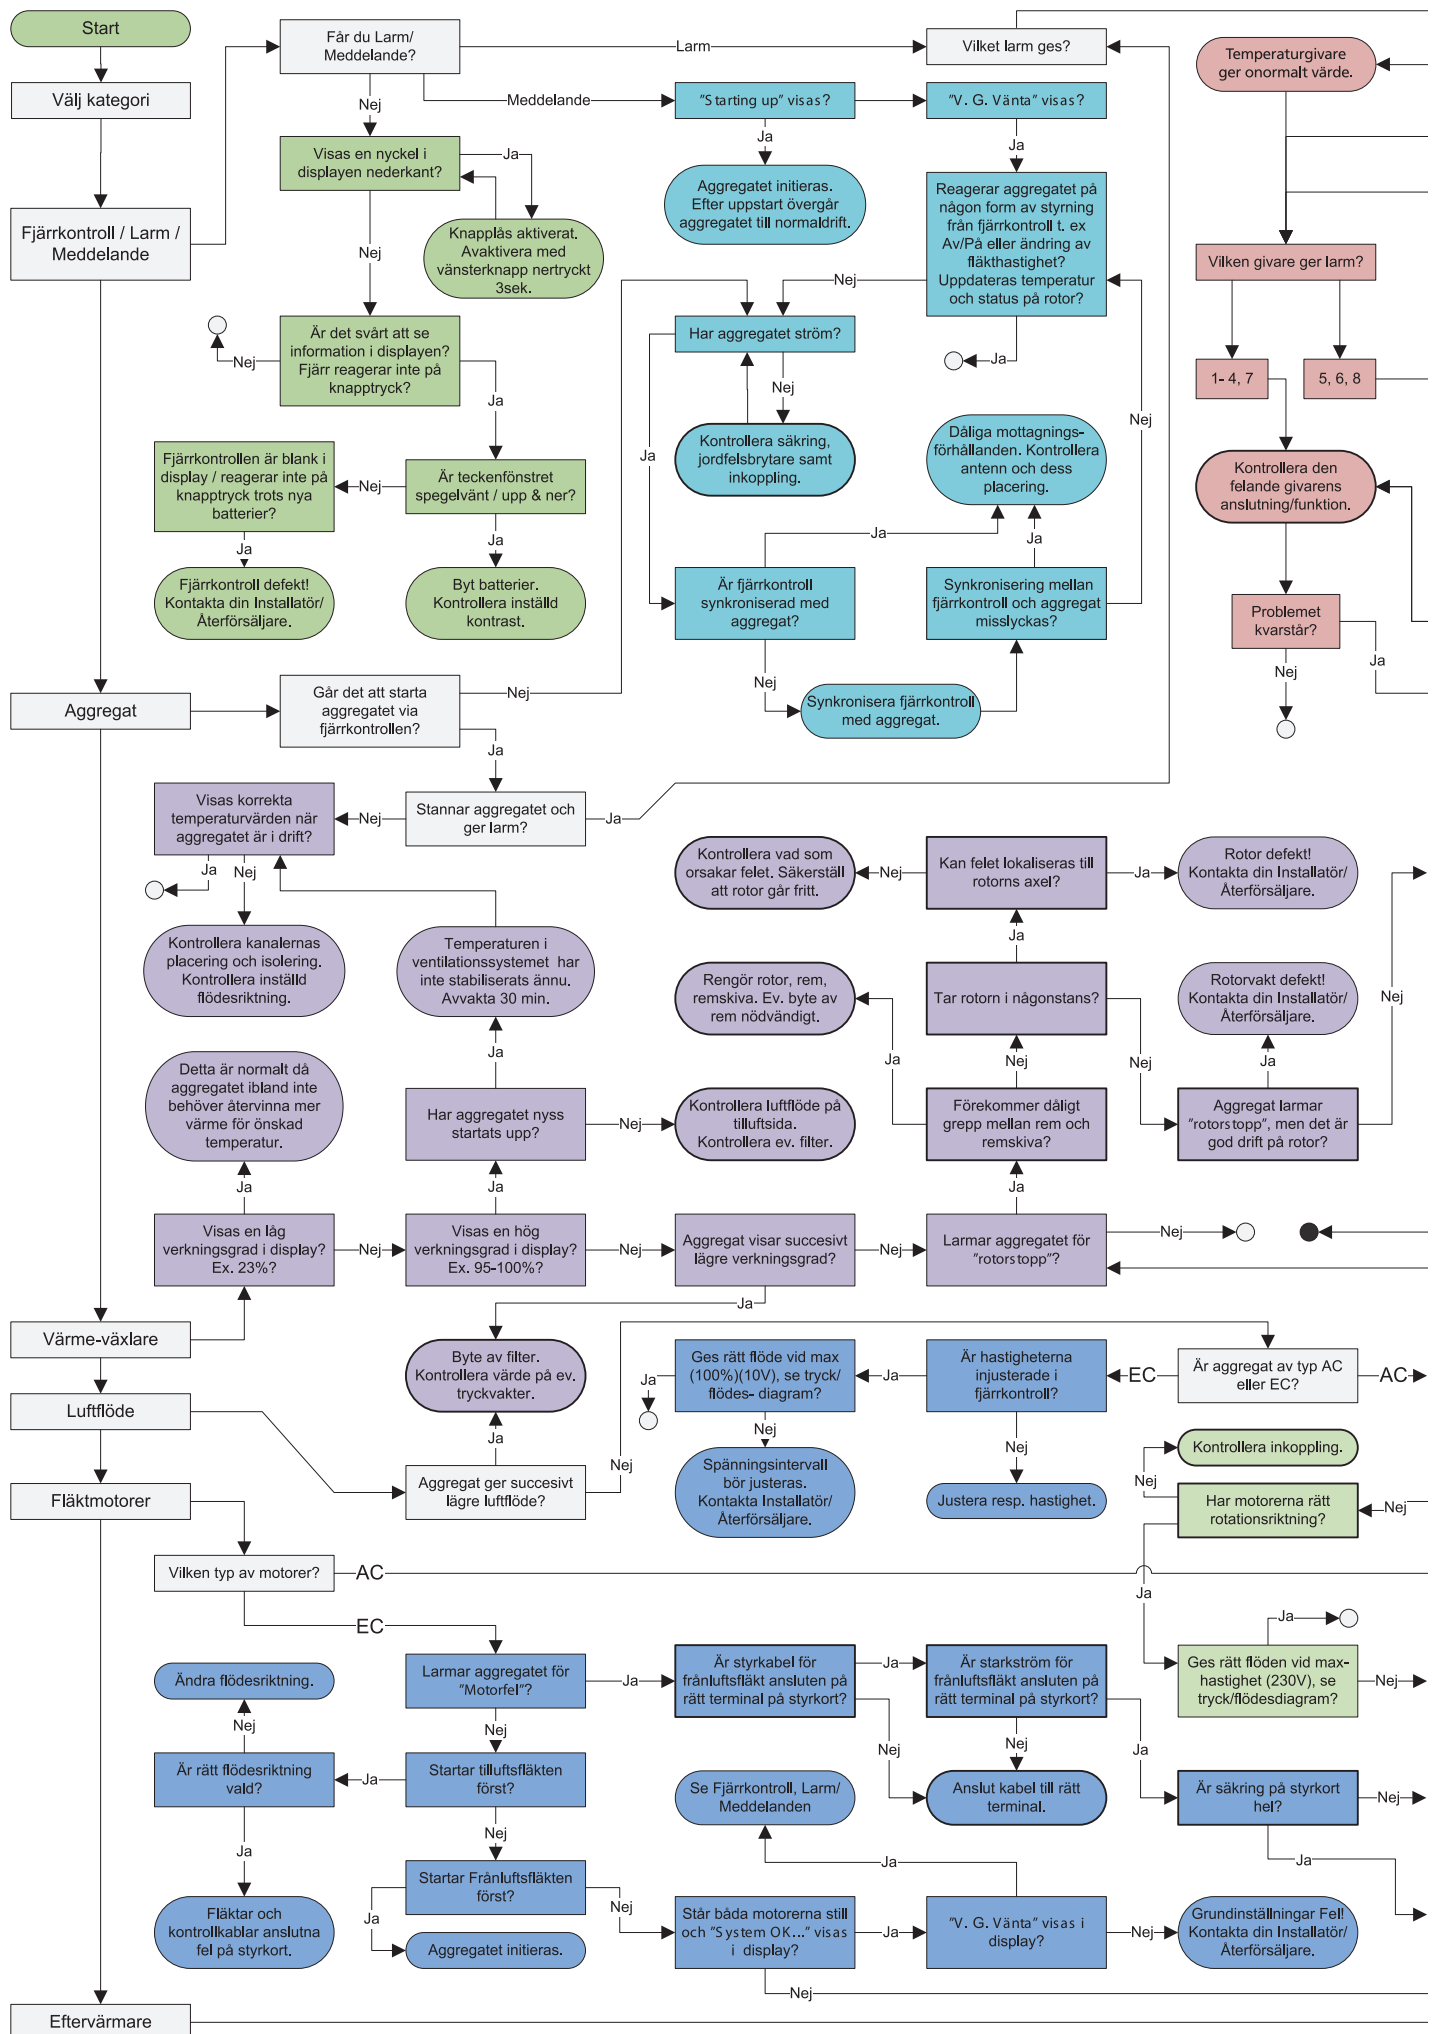 Start
Välj kategori
Fjärrkontroll / Larm /
Meddelande
Får du Larm/
Meddelande?
Larm
Vilket larm ges?
Nej
Meddelande
"Starting up" visas?
"V. G. Vänta" visas?
Ja
Ja
Visas en nyckel i
displayen nederkant?
Ja
Knapplås aktiverat.
Avaktivera med
vänsterknapp nertryckt
3sek.
Nej
Aggregatet initieras.
Efter uppstart övergår
aggregatet till normaldrift.
Reagerar aggregatet på
någon form av styrning
från fjärrkontroll t. ex
Av/På eller ändring av
fläkthastighet?
Uppdateras temperatur
och status på rotor?
Nej
Ja
Nej
Temperaturgivare
ger onormalt värde.
Vilken givare ger larm?
1- 4, 7
5, 6, 8
Är det svårt att se
information i displayen?
Fjärr reagerar inte på
knapptryck?
Nej
Ja
Har aggregatet ström?
Nej
Ja
Kontrollera säkring,
jordfelsbrytare samt
inkoppling.
Dåliga mottagnings-
förhållanden. Kontrollera
antenn och dess
placering.
Kontrollera den
felande givarens
anslutning/funktion.
Fjärrkontrollen är blank i
display / reagerar inte på
knapptryck trots nya
batterier?
Nej
Är teckenfönstret
spegelvänt / upp & ner?
Ja
Ja
Ja
Ja
Fjärrkontroll defekt!
Kontakta din Installatör/
Återförsäljare.
Byt batterier.
Kontrollera inställd
kontrast.
Är fjärrkontroll
synkroniserad med
aggregat?
Synkronisering mellan
fjärrkontroll och aggregat
misslyckas?
Problemet
kvarstår?
Nej
Ja
Nej
Synkronisera fjärrkontroll
med aggregat.
Aggregat
Går det att starta
aggregatet via
fjärrkontrollen?
Nej
Ja
Visas korrekta
temperaturvärden när
aggregatet är i drift?
Nej
Stannar aggregatet och
ger larm?
Ja
Ja
Nej
Kontrollera vad som
orsakar felet. Säkerställ
att rotor går fritt.
Nej
Kan felet lokaliseras till
rotorns axel?
Ja
Rotor defekt!
Kontakta din Installatör/
Återförsäljare.
Kontrollera kanalernas
placering och isolering.
Kontrollera inställd
flödesriktning.
Temperaturen i
ventilationssystemet har
inte stabiliserats ännu.
Avvakta 30 min.
Ja
Rengör rotor, rem,
remskiva. Ev. byte av
rem nödvändigt.
Tar rotorn i någonstans?
Rotorvakt defekt!
Kontakta din Installatör/
Återförsäljare.
Nej
Detta är normalt då
aggregatet ibland inte
behöver återvinna mer
värme för önskad
temperatur.
Ja
Ja
Nej
Nej
Ja
Har aggregatet nyss
startats upp?
Nej
Kontrollera luftflöde på
tilluftsida.
Kontrollera ev. filter.
Förekommer dåligt
grepp mellan rem och
remskiva?
Aggregat larmar
"rotorstopp", men det är
god drift på rotor?
Ja
Ja
Ja
Visas en låg
verkningsgrad i display?
Ex. 23%?
Nej
Visas en hög
verkningsgrad i display?
Ex. 95-100%?
Nej
Aggregat visar succesivt
lägre verkningsgrad?
Nej
Larmar aggregatet för
"rotorstopp"?
Nej
Ja
Värme-växlare
Byte av filter.
Kontrollera värde på ev.
tryckvakter.
Ja
Ges rätt flöde vid max
(100%)(10V), se tryck/
flödes- diagram?
Ja
Är hastigheterna
injusterade i
fjärrkontroll?
EC
Är aggregat av typ AC
eller EC?
AC
Luftflöde
Ja
Nej
Nej
Nej
Kontrollera inkoppling.
Aggregat ger succesivt
lägre luftflöde?
Spänningsintervall
bör justeras.
Kontakta Installatör/
Återförsäljare.
Justera resp. hastighet.
Nej
Har motorerna rätt
rotationsriktning?
Nej
Fläktmotorer
Vilken typ av motorer?
AC
Ja
EC
Ja
Ändra flödesriktning.
Larmar aggregatet för
"Motorfel"?
Ja
Är styrkabel för
frånluftsfläkt ansluten på
rätt terminal på styrkort?
Ja
Är starkström för
frånluftsfläkt ansluten på
rätt terminal på styrkort?
Ges rätt flöden vid max-
hastighet (230V), se
tryck/flödesdiagram?
Nej
Nej
Nej
Nej
Nej
Ja
Är rätt flödesriktning
vald?
Ja
Startar tilluftsfläkten
först?
Se Fjärrkontroll, Larm/
Meddelanden
Anslut kabel till rätt
terminal.
Är säkring på styrkort
hel?
Nej
Ja
Nej
Ja
Ja
Startar Frånluftsfläkten
först?
Ja
Nej
Fläktar och
kontrollkablar anslutna
fel på styrkort.
Aggregatet initieras.
Står båda motorerna still
och "System OK..." visas
i display?
Ja
"V. G. Vänta" visas i
display?
Nej
Grundinställningar Fel!
Kontakta din Installatör/
Återförsäljare.
Nej
Eftervärmare